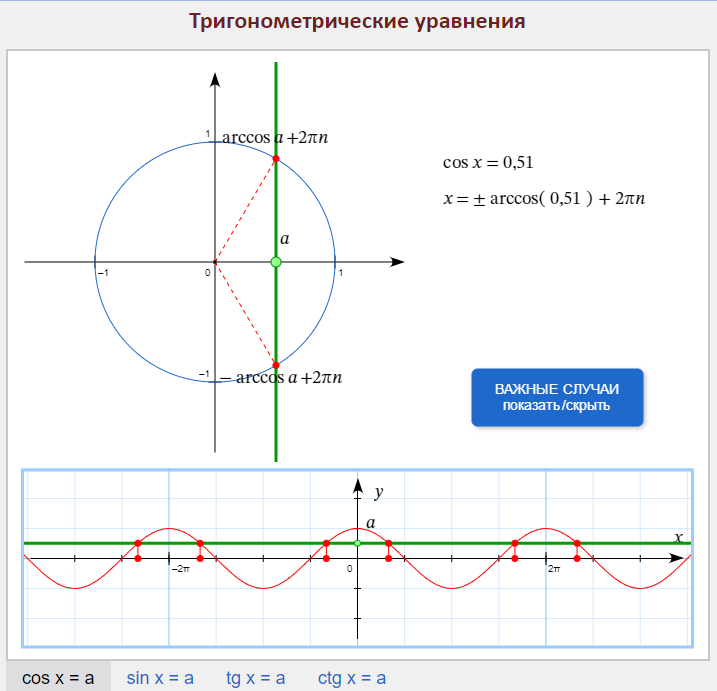 Тригонометрические уравнения
1
arccos a +2πn
cos x = 0,51
x = ± arccos( 0,51 ) + 2πn
a
−1
0
1
−1
− arccos a +2πn
ВАЖНЫЕ СЛУЧАИ
показать/скрыть
y
a
x
−2π
0
2π
cos x = a sin x = a tg x = a ctg x = a